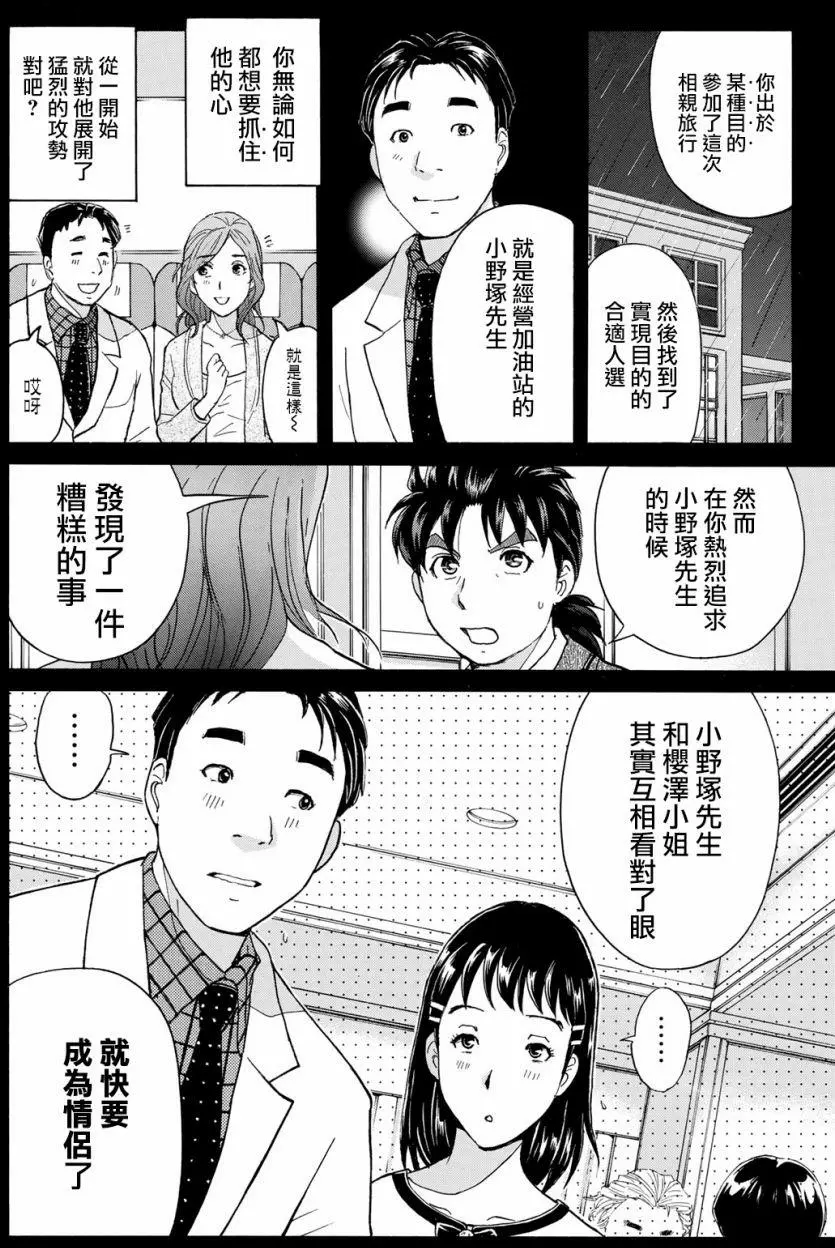 你出於
某種目的
參加了這次
相親旅行
然後找到了
實現目的的
合適人選
就是經營加油站的
小野塚先生
你無論如何
都想要抓住
他的心
從一開始
就對他展開了
猛烈的攻勢
對吧？
就是這樣~
哎呀
然而
在你熱烈追求
小野塚先生
的時候
發現了一件
糟糕的事
小野塚先生
和櫻澤小姐
其實互相看對了眼
……
……
就快要
成為情侶了